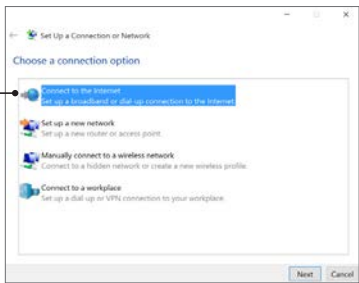 Set Up a Connection or Network
Choose a connection option
Connect to the Internet
Set up a broadband or dial-up connection to the Internet.
Set up a new network
Set up a new router or access point.
Manually connect to a wireless network
Connect to a hidden network or create a new wireless profile.
Connect to a workplace
Set up a dial-up or VPN connection to your workplace.
Next Cancel